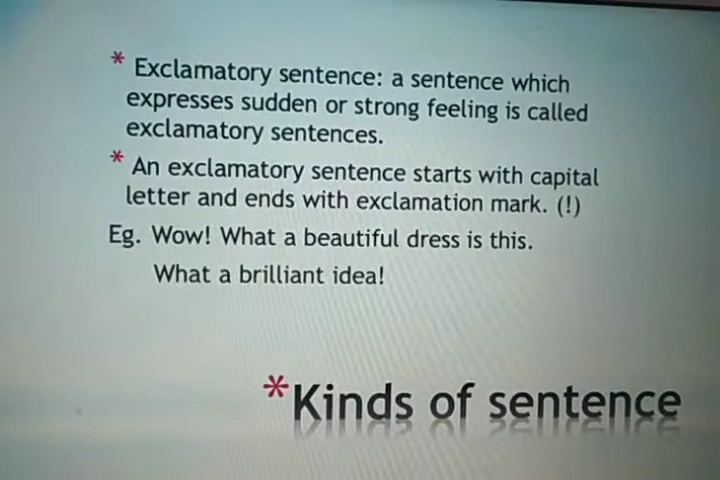 * Exclamatory sentence: a sentence which
expresses sudden or strong feeling is called
exclamatory sentences.
* An exclamatory sentence starts with capital
letter and ends with exclamation mark. (!)
Eg. Wow! What a beautiful dress is this.
What a brilliant idea!
*Kinds of sentence